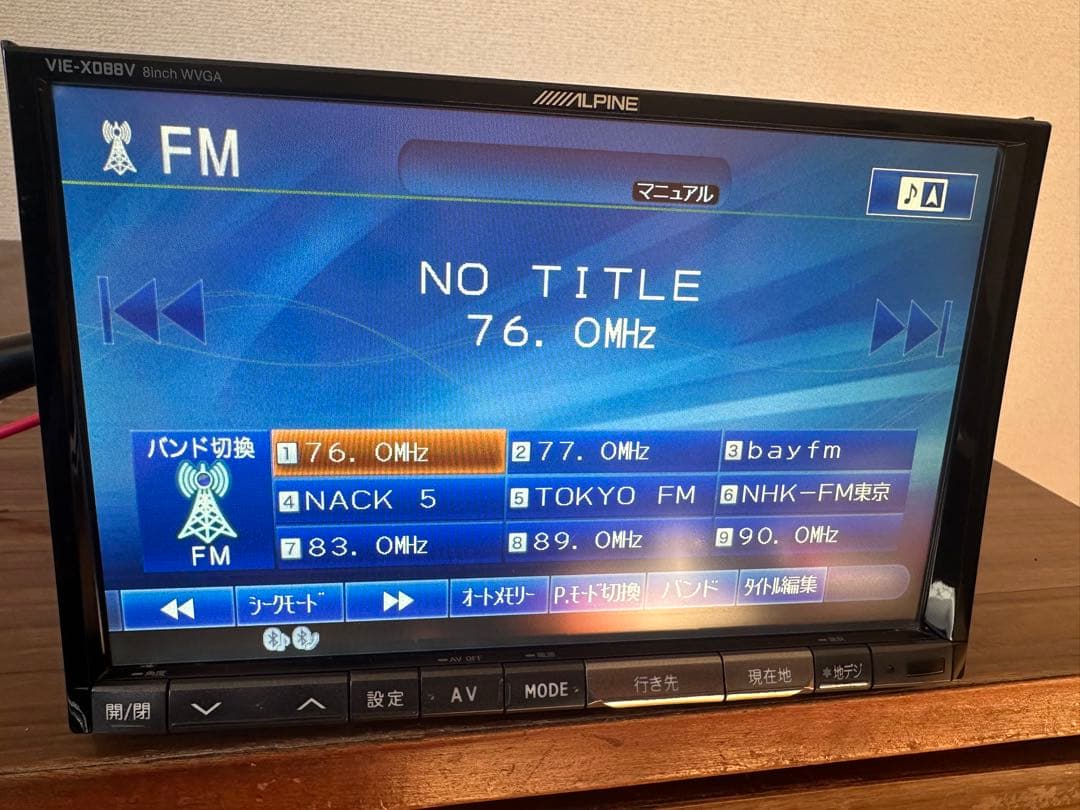 VIE-X088V 8inch WVGA
ALPINE
FM
マニュアル
NO TITLE
76.0MHz
バンド切換
FM
1 76.0MHz
2 77.0MHz
3 bayfm
4 NACK 5
5 TOKYO FM
6 NHK-FM東京
7 83.0MHz
8 89.0MHz
9 90.0MHz
シークモード
オートメモリー
P.モード切換
バンド
タイトル編集
AV OFF
開/閉
設定
AV
MODE
行き先
現在地
✱地デジ